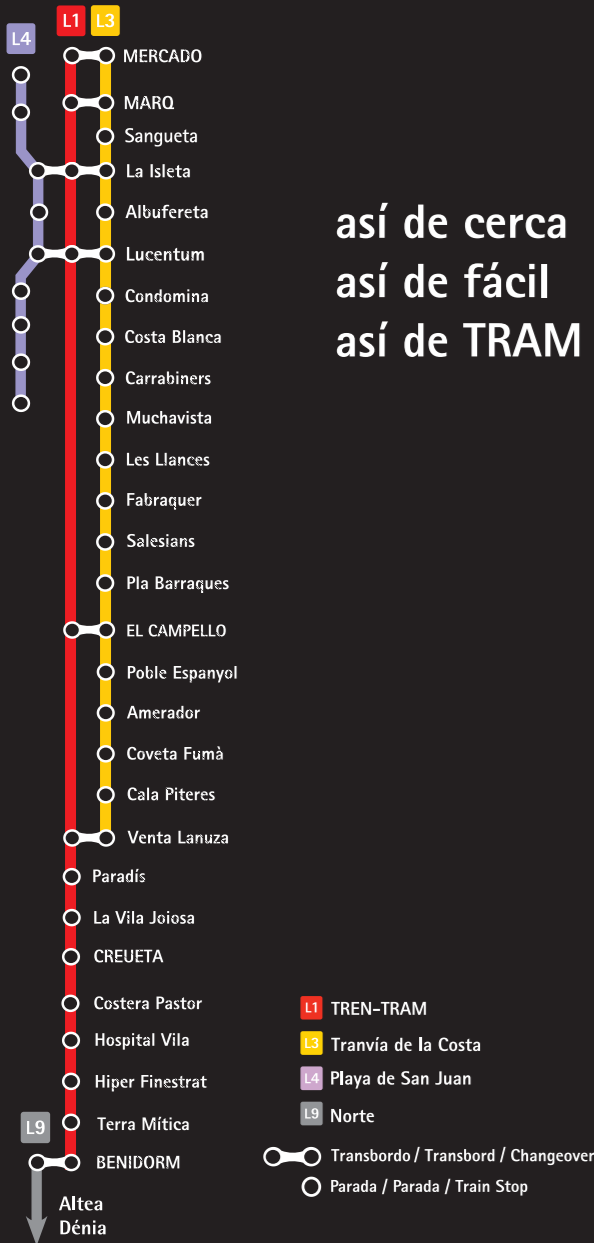 L4
L1 L3
MERCADO
MARQ
Sangueta
La Isleta
Albufereta
Lucentum
Condomina
Costa Blanca
Carrabiners
Muchavista
Les Llances
Fabraquer
Salesians
Pla Barraques
EL CAMPELLO
Poble Espanyol
Amerador
Coveta Fumà
Cala Piteres
Venta Lanuza
Paradís
La Vila Joiosa
CREUETA
Costera Pastor
Hospital Vila
Hiper Finestrat
Terra Mítica
L9
BENIDORM
Altea
Dénia
así de cerca
así de fácil
así de TRAM
L1 TREN-TRAM
L3 Tranvía de la Costa
L4 Playa de San Juan
L9 Norte
Transbordo / Transbord / Changeover
Parada / Parada / Train Stop